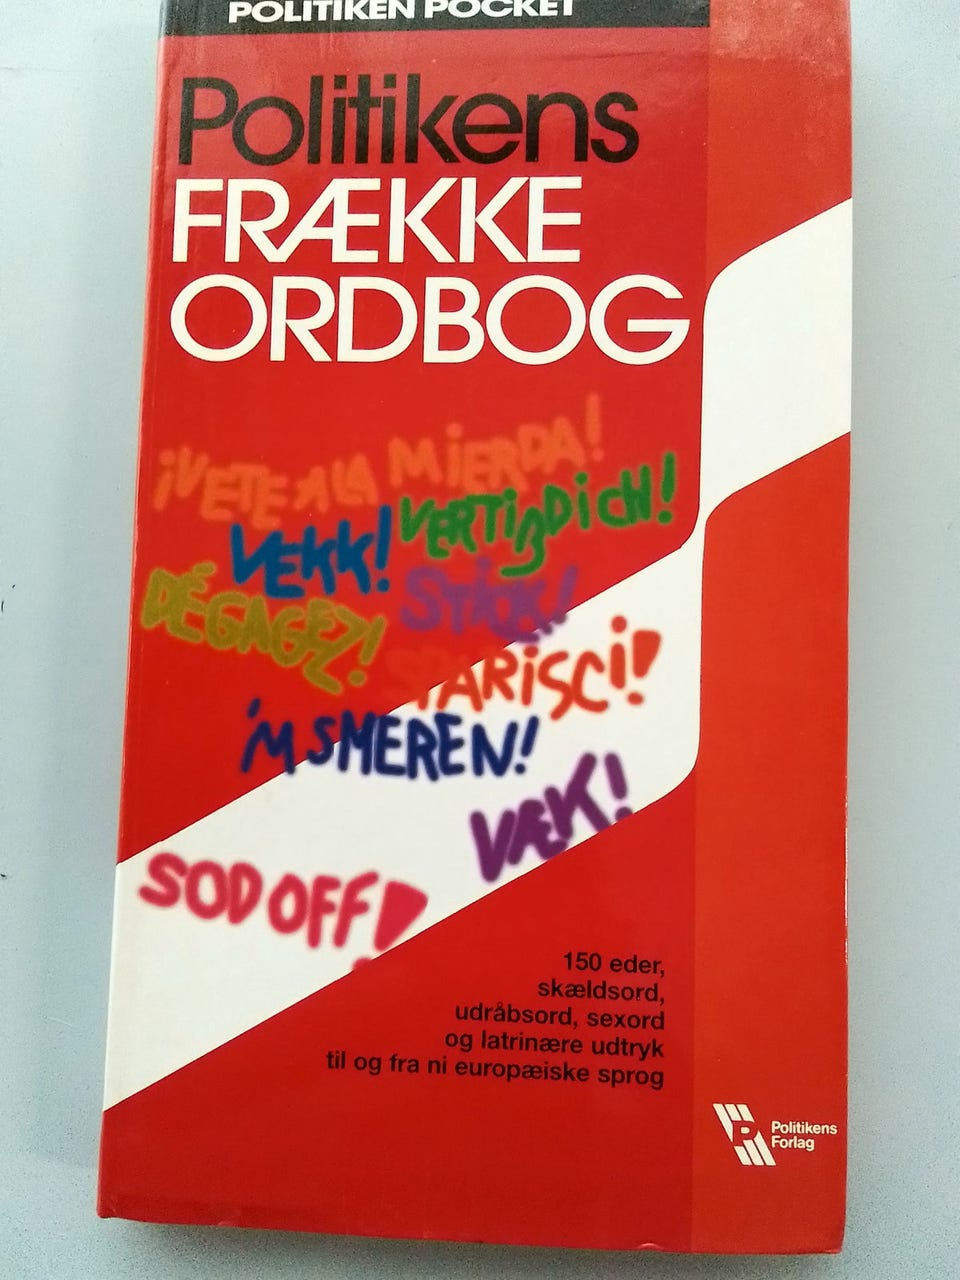 POLITIKEN POCKET
Politikens
FRÆKKE
ORDBOG
¡VETE A LA MIERDA!
VERTIßDICH!
VEKK!
DÉGAGEZ!
STICK!
SPARISCI!
'M SMEREN!
VÆK!
SOD OFF!
150 eder,
skældsord,
udråbsord, sexord
og latrinære udtryk
til og fra ni europæiske sprog
Politikens
Forlag